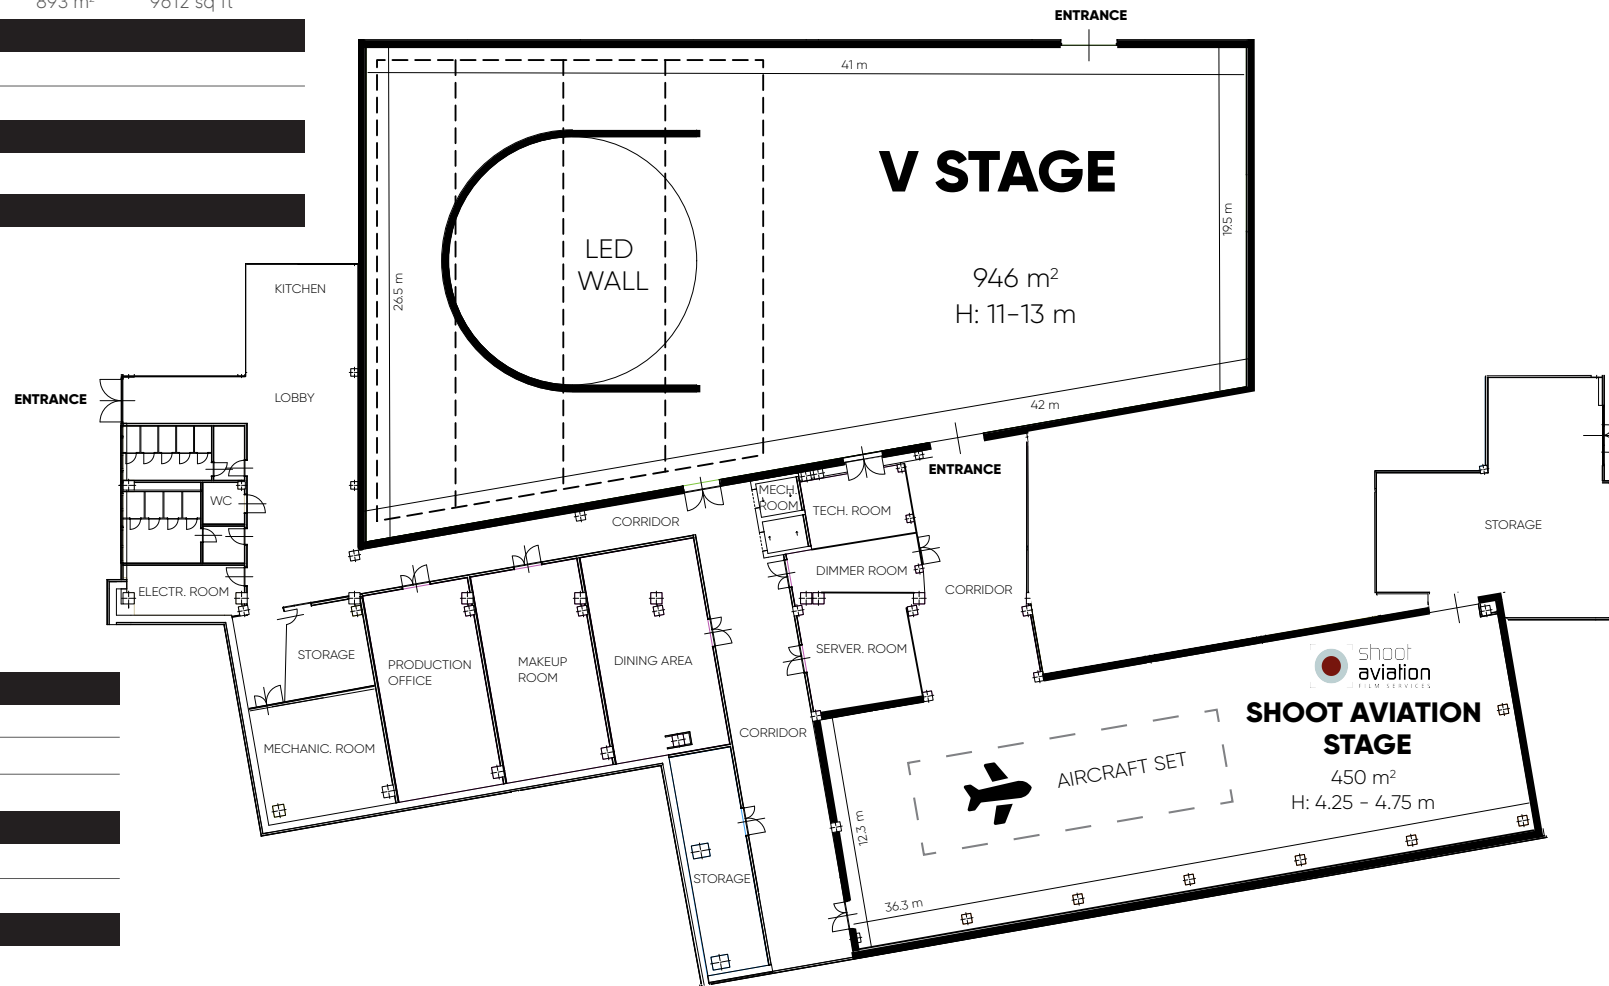 893 m² 9612 sq ft
ENTRANCE
41 m
V STAGE
19.5 m
LED
WALL
26.5 m
946 m²
H: 11-13 m
KITCHEN
ENTRANCE
LOBBY
42 m
ENTRANCE
WC
MECH.
ROOM
TECH. ROOM
CORRIDOR
STORAGE
ELECTR. ROOM
DIMMER ROOM
CORRIDOR
STORAGE
PRODUCTION
OFFICE
MAKEUP
ROOM
DINING AREA
SERVER. ROOM
shoot
aviation
FILM SERVICES
SHOOT AVIATION
STAGE
450 m²
H: 4.25 - 4.75 m
MECHANIC. ROOM
CORRIDOR
AIRCRAFT SET
12.3 m
STORAGE
36.3 m